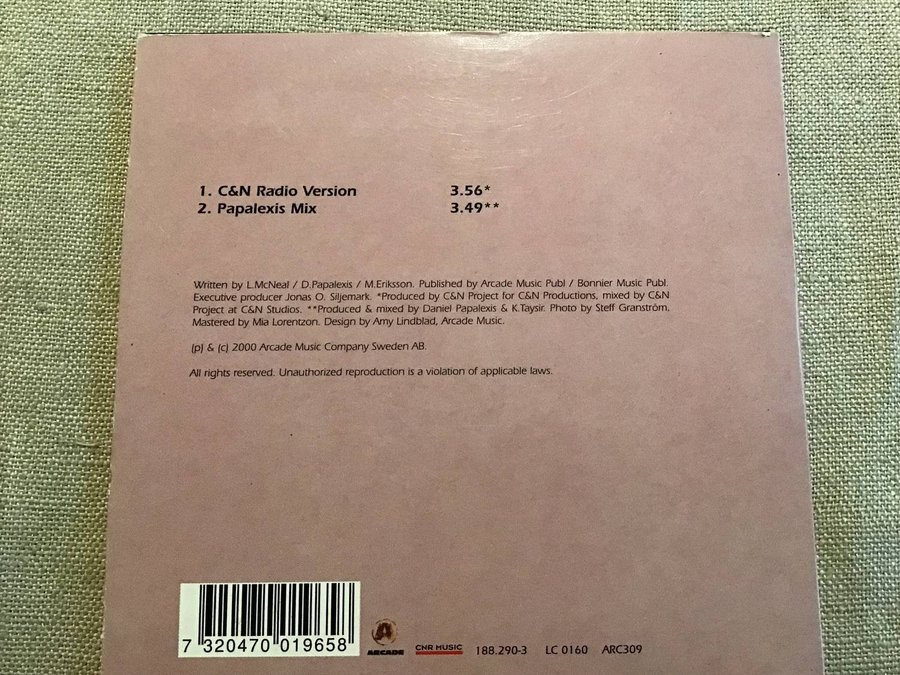 1. C&N Radio Version 3.56*
2. Papalexis Mix 3.49**
Written by L.McNeal / D.Papalexis / M.Eriksson. Published by Arcade Music Publ / Bonnier Music Publ.
Executive producer Jonas O. Siljemark. *Produced by C&N Project for C&N Productions, mixed by C&N
Project at C&N Studios. **Produced & mixed by Daniel Papalexis & K.Taysir. Photo by Steff Granström,
Mastered by Mia Lorentzon. Design by Amy Lindblad, Arcade Music.
(p) & (c) 2000 Arcade Music Company Sweden AB.
All rights reserved. Unauthorized reproduction is a violation of applicable laws.
7 320470 019658 ARCADE CNR MUSIC 188.290-3 LC 0160 ARC309